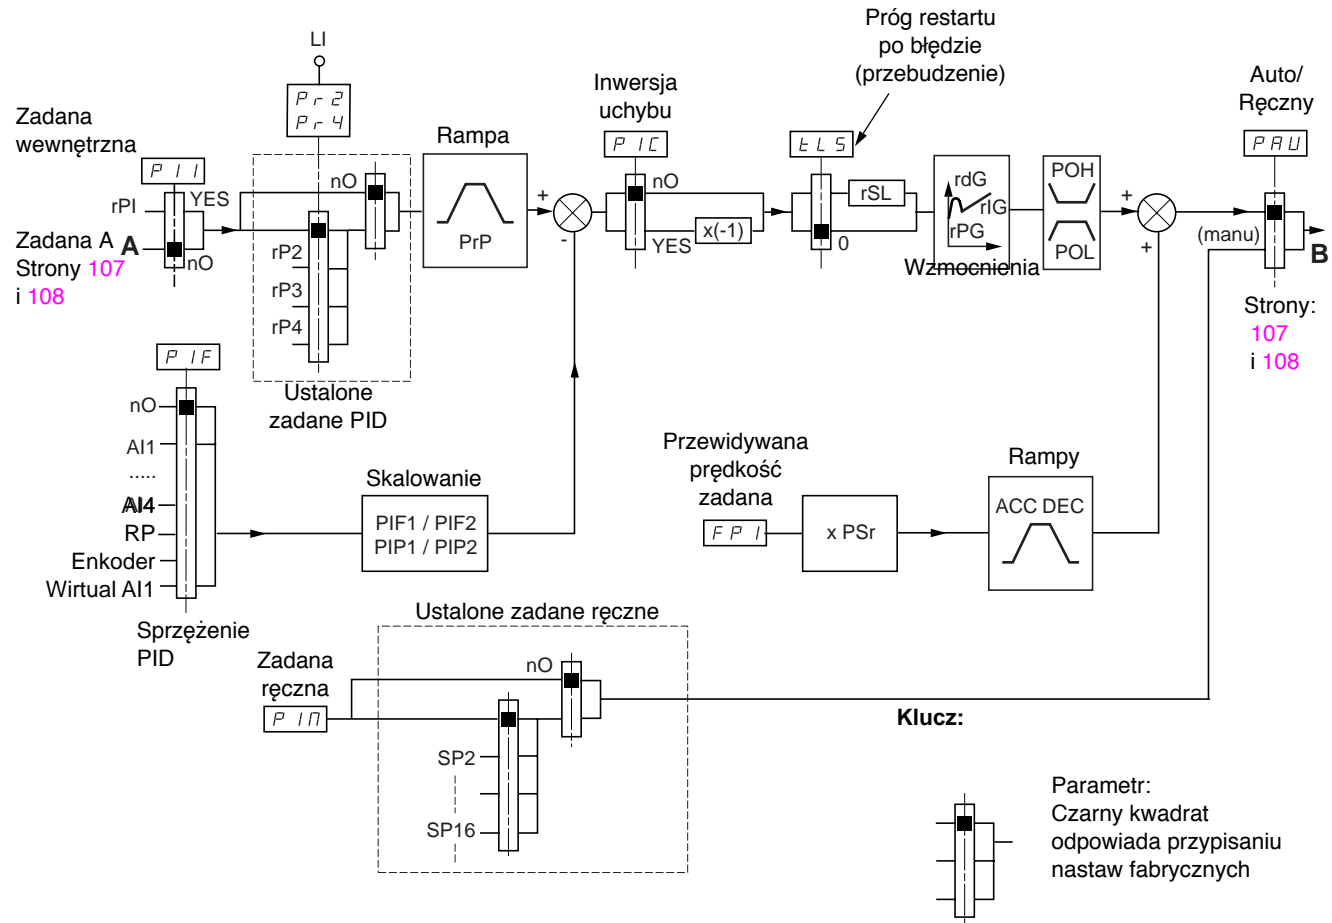 Próg restartu
po błędzie
(przebudzenie)
LI
Pr2
Pr4
Inwersja
uchybu
Auto/
Ręczny
Zadana
wewnętrzna
Rampa
PII
PIC
tLS
PAU
YES
nO
rPI
Zadana A
A
Strony 107
i 108
nO
rP2
rP3
rP4
PrP
+
-
nO
YES
x(-1)
rSL
0
rdG
rIG
rPG
Wzmocnienia
POH
POL
+
+
(manu)
B
Strony:
107
i 108
PIF
Ustalone
zadane PID
nO
AI1
.....
AI4
RP
Enkoder
Wirtual AI1
Sprzężenie
PID
Skalowanie
PIF1 / PIF2
PIP1 / PIP2
Przewidywana
prędkość
zadana
FPI
x PSr
Rampy
ACC DEC
Ustalone zadane ręczne
Zadana
ręczna
PIM
nO
SP2
SP16
Klucz:
Parametr:
Czarny kwadrat
odpowiada przypisaniu
nastaw fabrycznych